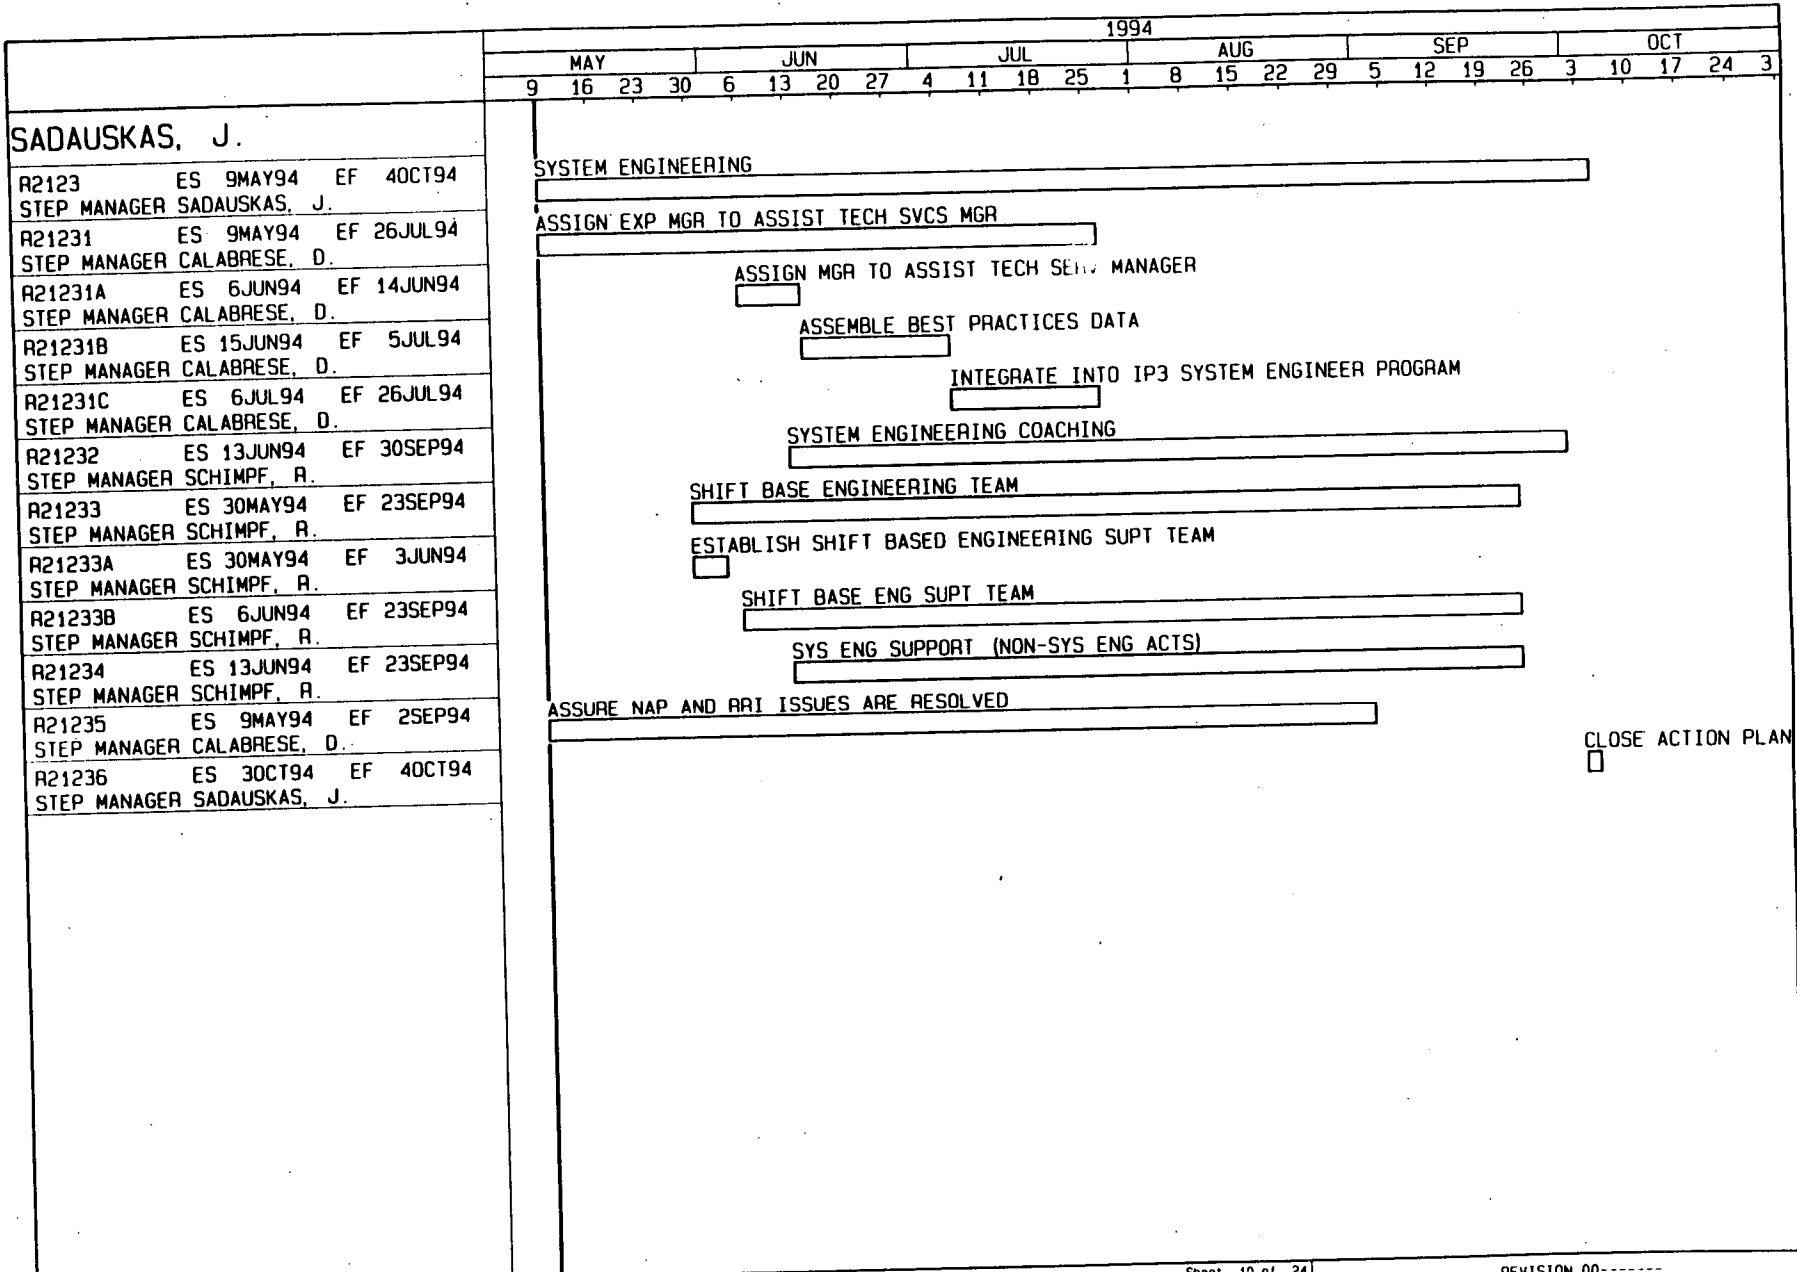 1994
MAY JUN JUL AUG SEP OCT
9 16 23 30 6 13 20 27 4 11 18 25 1 8 15 22 29 5 12 19 26 3 10 17 24 3
SADAUSKAS, J.
R2123 ES 9MAY94 EF 4OCT94
STEP MANAGER SADAUSKAS, J.
SYSTEM ENGINEERING
R21231 ES 9MAY94 EF 26JUL94
STEP MANAGER CALABRESE, D.
ASSIGN EXP MGR TO ASSIST TECH SVCS MGR
R21231A ES 6JUN94 EF 14JUN94
STEP MANAGER CALABRESE, D.
ASSIGN MGR TO ASSIST TECH SERV MANAGER
R21231B ES 15JUN94 EF 5JUL94
STEP MANAGER CALABRESE, D.
ASSEMBLE BEST PRACTICES DATA
R21231C ES 6JUL94 EF 26JUL94
STEP MANAGER CALABRESE, D.
INTEGRATE INTO IP3 SYSTEM ENGINEER PROGRAM
R21232 ES 13JUN94 EF 30SEP94
STEP MANAGER SCHIMPF, R.
SYSTEM ENGINEERING COACHING
R21233 ES 30MAY94 EF 23SEP94
STEP MANAGER SCHIMPF, R.
SHIFT BASE ENGINEERING TEAM
R21233A ES 30MAY94 EF 3JUN94
STEP MANAGER SCHIMPF, R.
ESTABLISH SHIFT BASED ENGINEERING SUPT TEAM
R21233B ES 6JUN94 EF 23SEP94
STEP MANAGER SCHIMPF, R.
SHIFT BASE ENG SUPT TEAM
R21234 ES 13JUN94 EF 23SEP94
STEP MANAGER SCHIMPF, R.
SYS ENG SUPPORT (NON-SYS ENG ACTS)
R21235 ES 9MAY94 EF 2SEP94
STEP MANAGER CALABRESE, D.
ASSURE NAP AND RRI ISSUES ARE RESOLVED
R21236 ES 3OCT94 EF 4OCT94
STEP MANAGER SADAUSKAS, J.
CLOSE ACTION PLAN